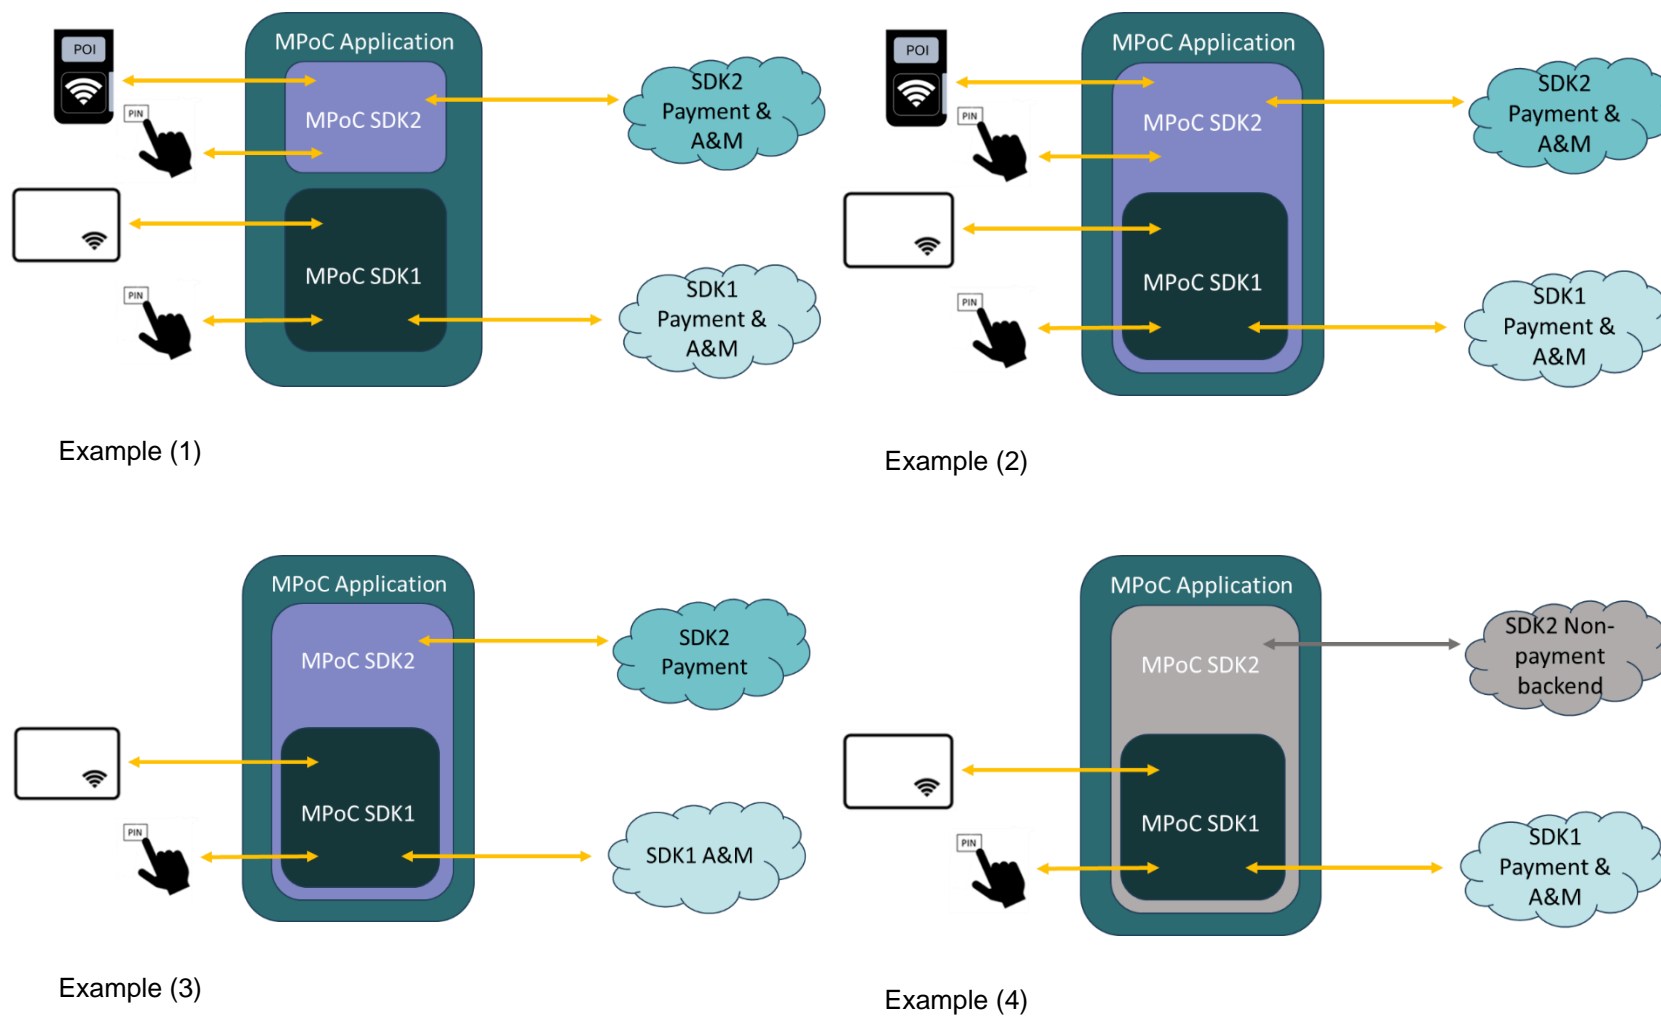 POI
PIN
MPoC Application
MPoC SDK2
SDK2
Payment &
A&M
PIN
MPoC SDK1
SDK1
Payment &
A&M
Example (1)
POI
PIN
MPoC Application
MPoC SDK2
SDK2
Payment &
A&M
PIN
MPoC SDK1
SDK1
Payment &
A&M
Example (2)
MPoC Application
MPoC SDK2
SDK2
Payment
PIN
MPoC SDK1
SDK1 A&M
Example (3)
MPoC Application
MPoC SDK2
SDK2 Non-
payment
backend
PIN
MPoC SDK1
SDK1
Payment &
A&M
Example (4)